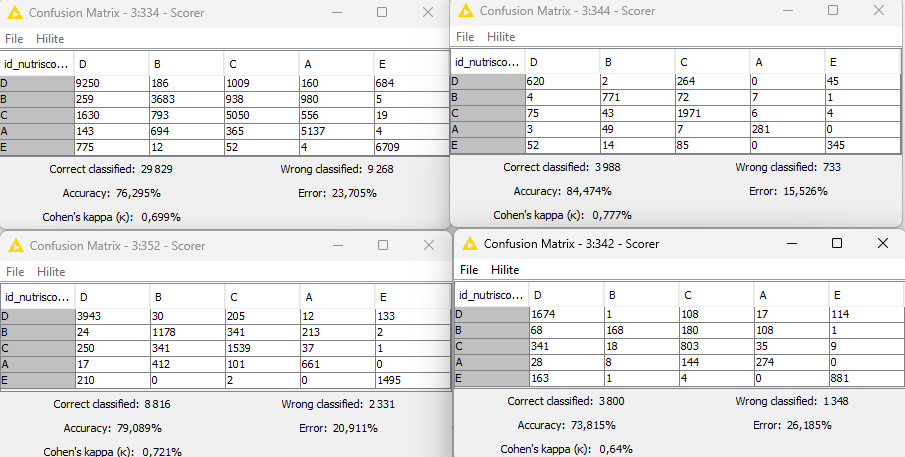 Confusion Matrix - 3:334 - Scorer
File Hilite
id_nutrisco... D B C A E
D 9250 186 1009 160 684
B 259 3683 938 980 5
C 1630 793 5050 556 19
A 143 694 365 5137 4
E 775 12 52 4 6709
Correct classified: 29 829 Wrong classified: 9 268
Accuracy: 76,295% Error: 23,705%
Cohen's kappa (κ): 0,699%
Confusion Matrix - 3:344 - Scorer
File Hilite
id_nutrisco... D B C A E
D 620 2 264 0 45
B 4 771 72 7 1
C 75 43 1971 6 4
A 3 49 7 281 0
E 52 14 85 0 345
Correct classified: 3 988 Wrong classified: 733
Accuracy: 84,474% Error: 15,526%
Cohen's kappa (κ): 0,777%
Confusion Matrix - 3:352 - Scorer
File Hilite
id_nutrisco... D B C A E
D 3943 30 205 12 133
B 24 1178 341 213 2
C 250 341 1539 37 1
A 17 412 101 661 0
E 210 0 2 0 1495
Correct classified: 8 816 Wrong classified: 2 331
Accuracy: 79,089% Error: 20,911%
Cohen's kappa (κ): 0,721%
Confusion Matrix - 3:342 - Scorer
File Hilite
id_nutrisco... D B C A E
D 1674 1 108 17 114
B 68 168 180 108 1
C 341 18 803 35 9
A 28 8 144 274 0
E 163 1 4 0 881
Correct classified: 3 800 Wrong classified: 1 348
Accuracy: 73,815% Error: 26,185%
Cohen's kappa (κ): 0,64%